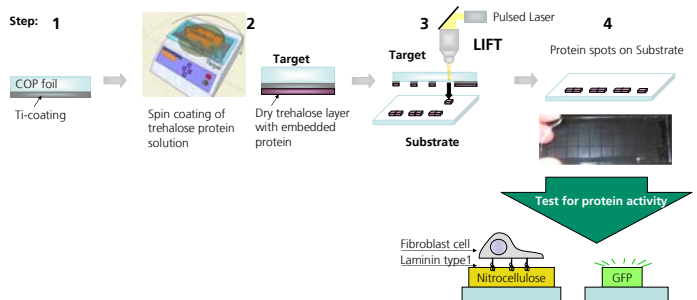 Step: 1
2
3
4
Pulsed Laser
LIFT
Target
Target
Protein spots on Substrate
COP foil
Ti-coating
Target
Spin coating of
trehalose protein
solution
Dry trehalose layer
with embedded
protein
Substrate
Test for protein activity
Fibroblast cell
Laminin type1
Nitrocellulose
GFP